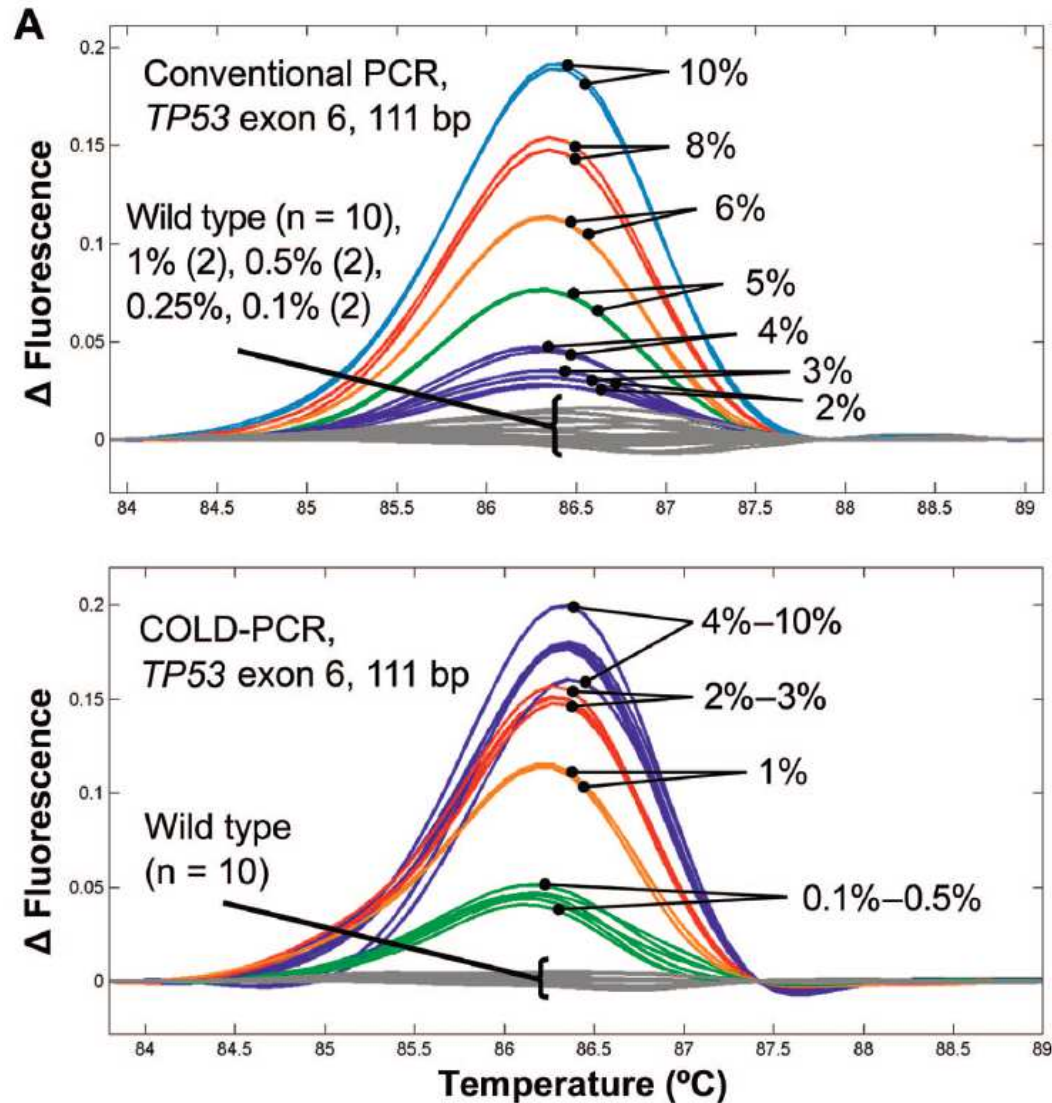 A
Conventional PCR,
TP53 exon 6, 111 bp
Wild type (n = 10),
1% (2), 0.5% (2),
0.25%, 0.1% (2)
10%
8%
6%
5%
4%
3%
2%
Δ Fluorescence
0.2
0.15
0.1
0.05
0
84 84.5 85 85.5 86 86.5 87 87.5 88 88.5 89
COLD-PCR,
TP53 exon 6, 111 bp
Wild type
(n = 10)
4%–10%
2%–3%
1%
0.1%–0.5%
Δ Fluorescence
0.2
0.15
0.1
0.05
0
84 84.5 85 85.5 86 86.5 87 87.5 88 88.5 89
Temperature (ºC)